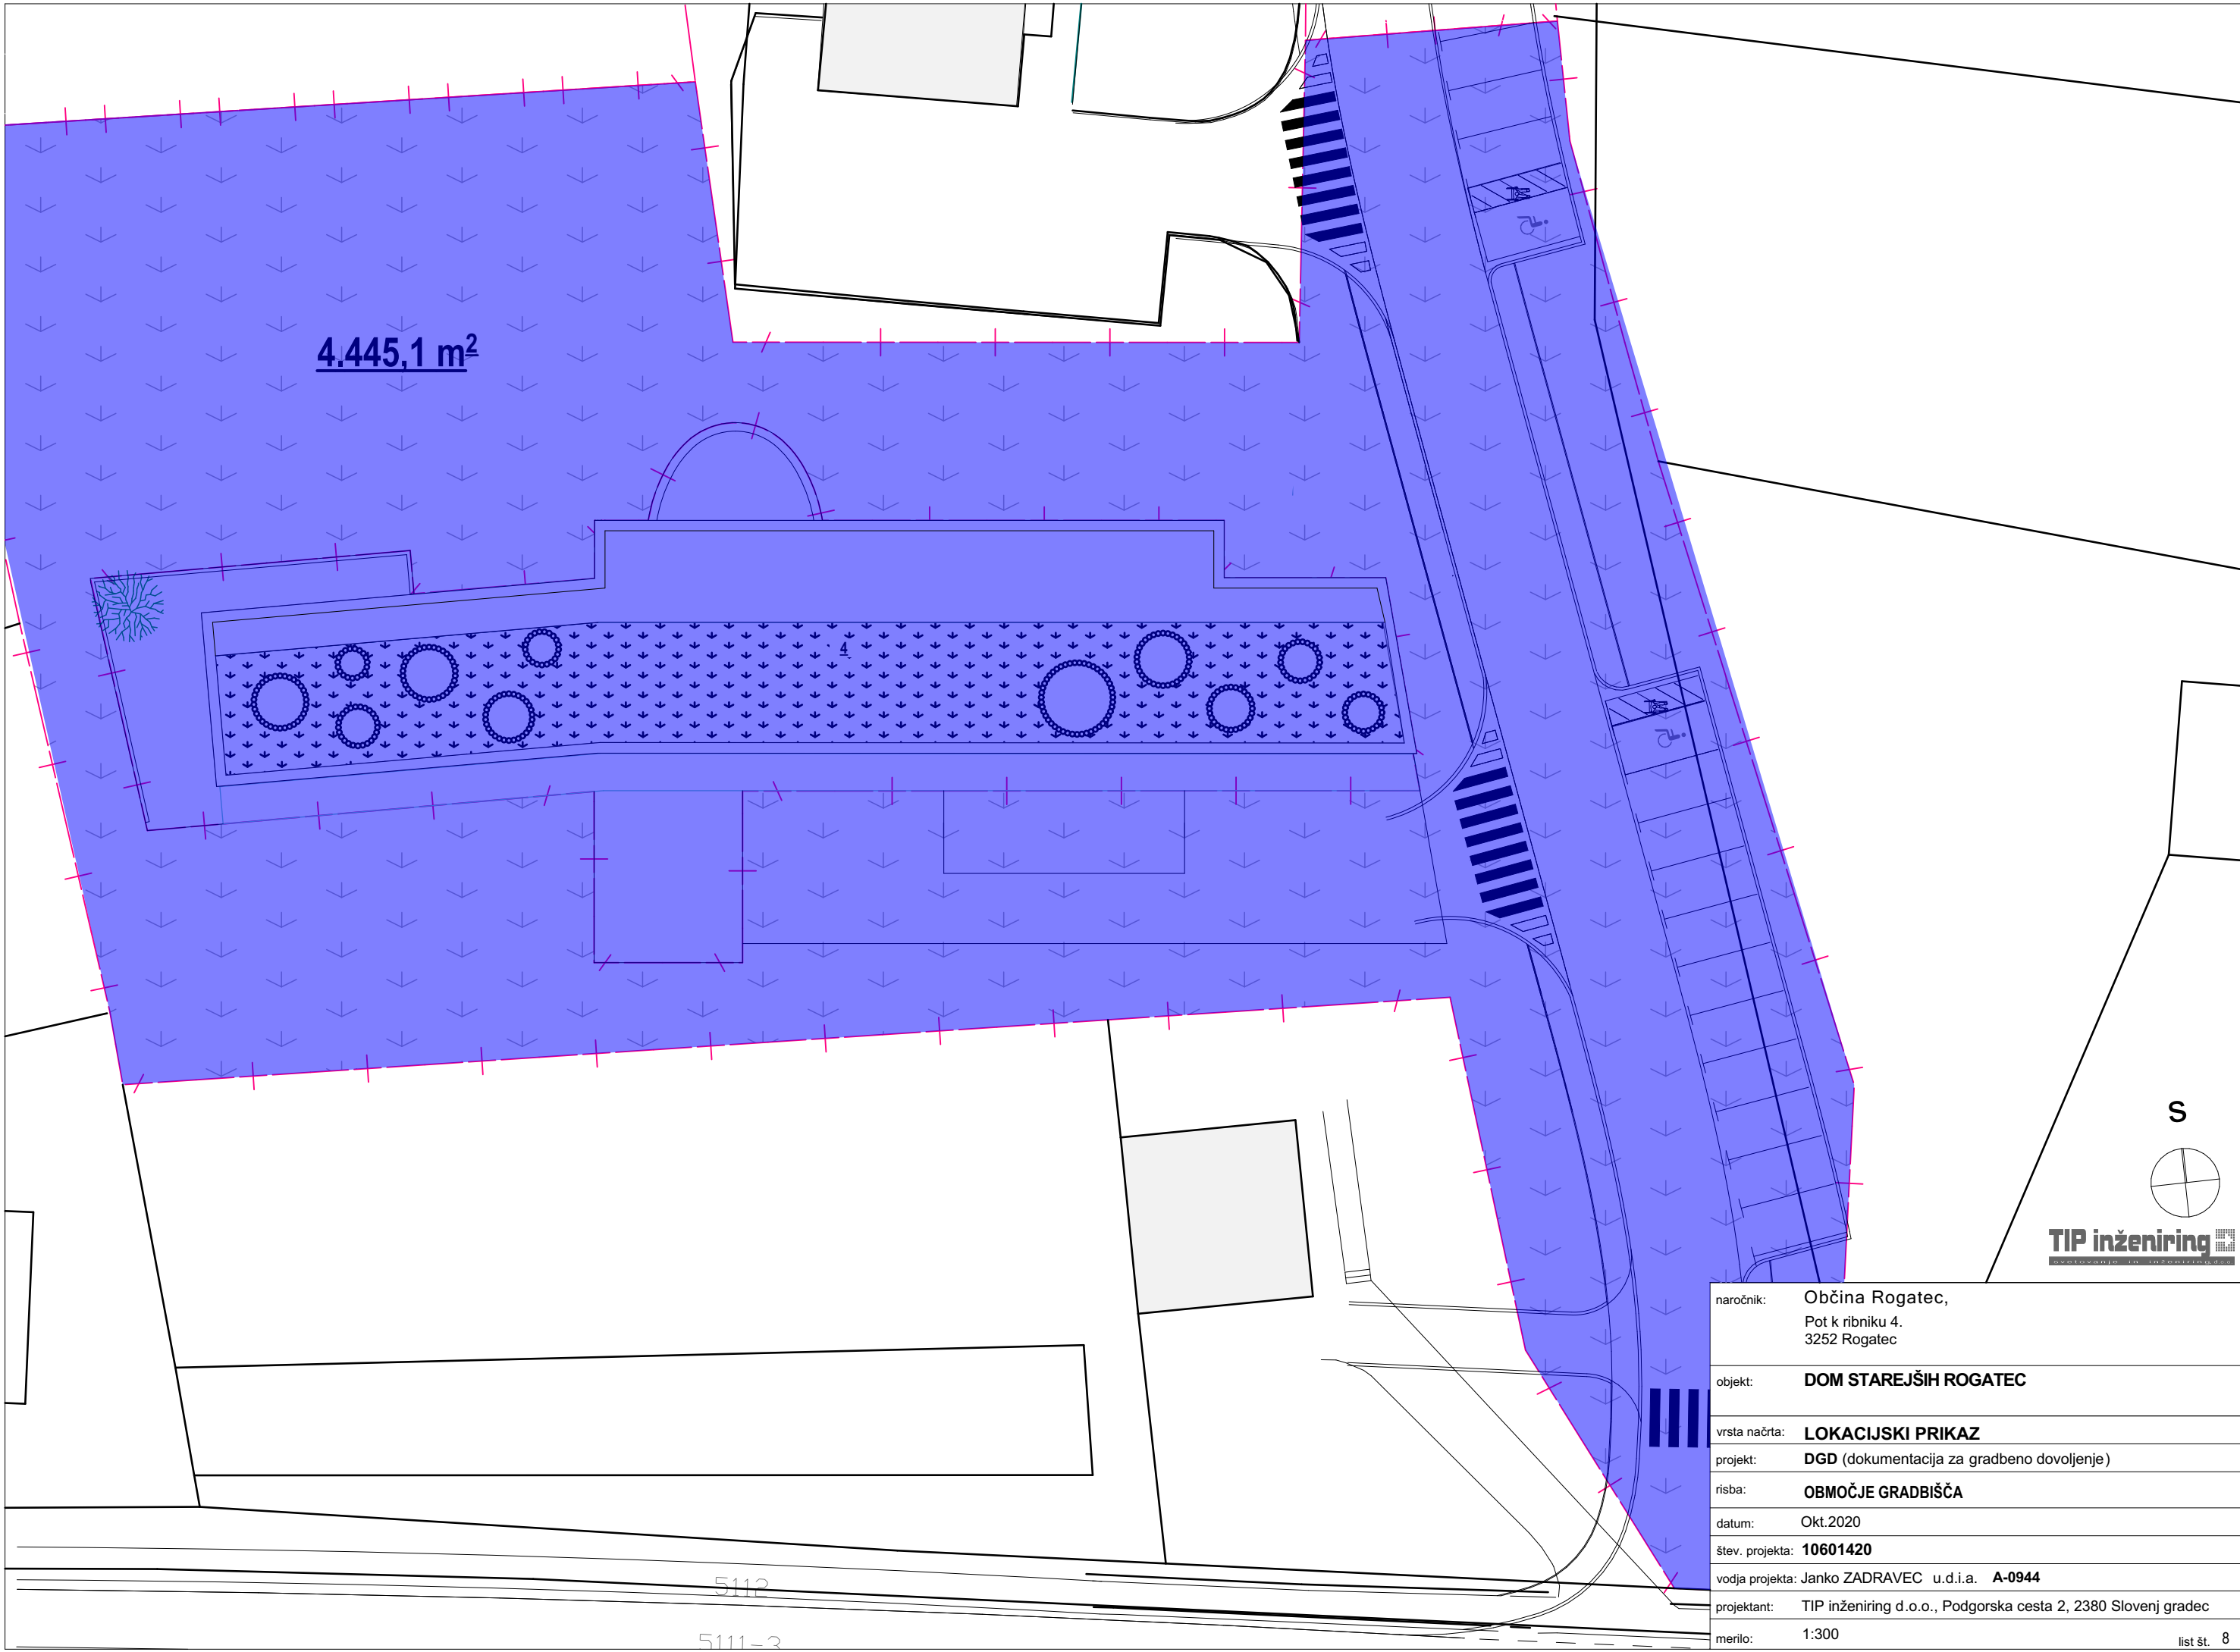 4.445,1 m²
4
5112
5111-3
S
TIP inženiring
svetovanje in inženiring d.o.o.
naročnik: Občina Rogatec,
Pot k ribniku 4.
3252 Rogatec
objekt: DOM STAREJŠIH ROGATEC
vrsta načrta: LOKACIJSKI PRIKAZ
projekt: DGD (dokumentacija za gradbeno dovoljenje)
risba: OBMOČJE GRADBIŠČA
datum: Okt.2020
štev. projekta: 10601420
vodja projekta: Janko ZADRAVEC u.d.i.a. A-0944
projektant: TIP inženiring d.o.o., Podgorska cesta 2, 2380 Slovenj gradec
merilo: 1:300
list št. 8